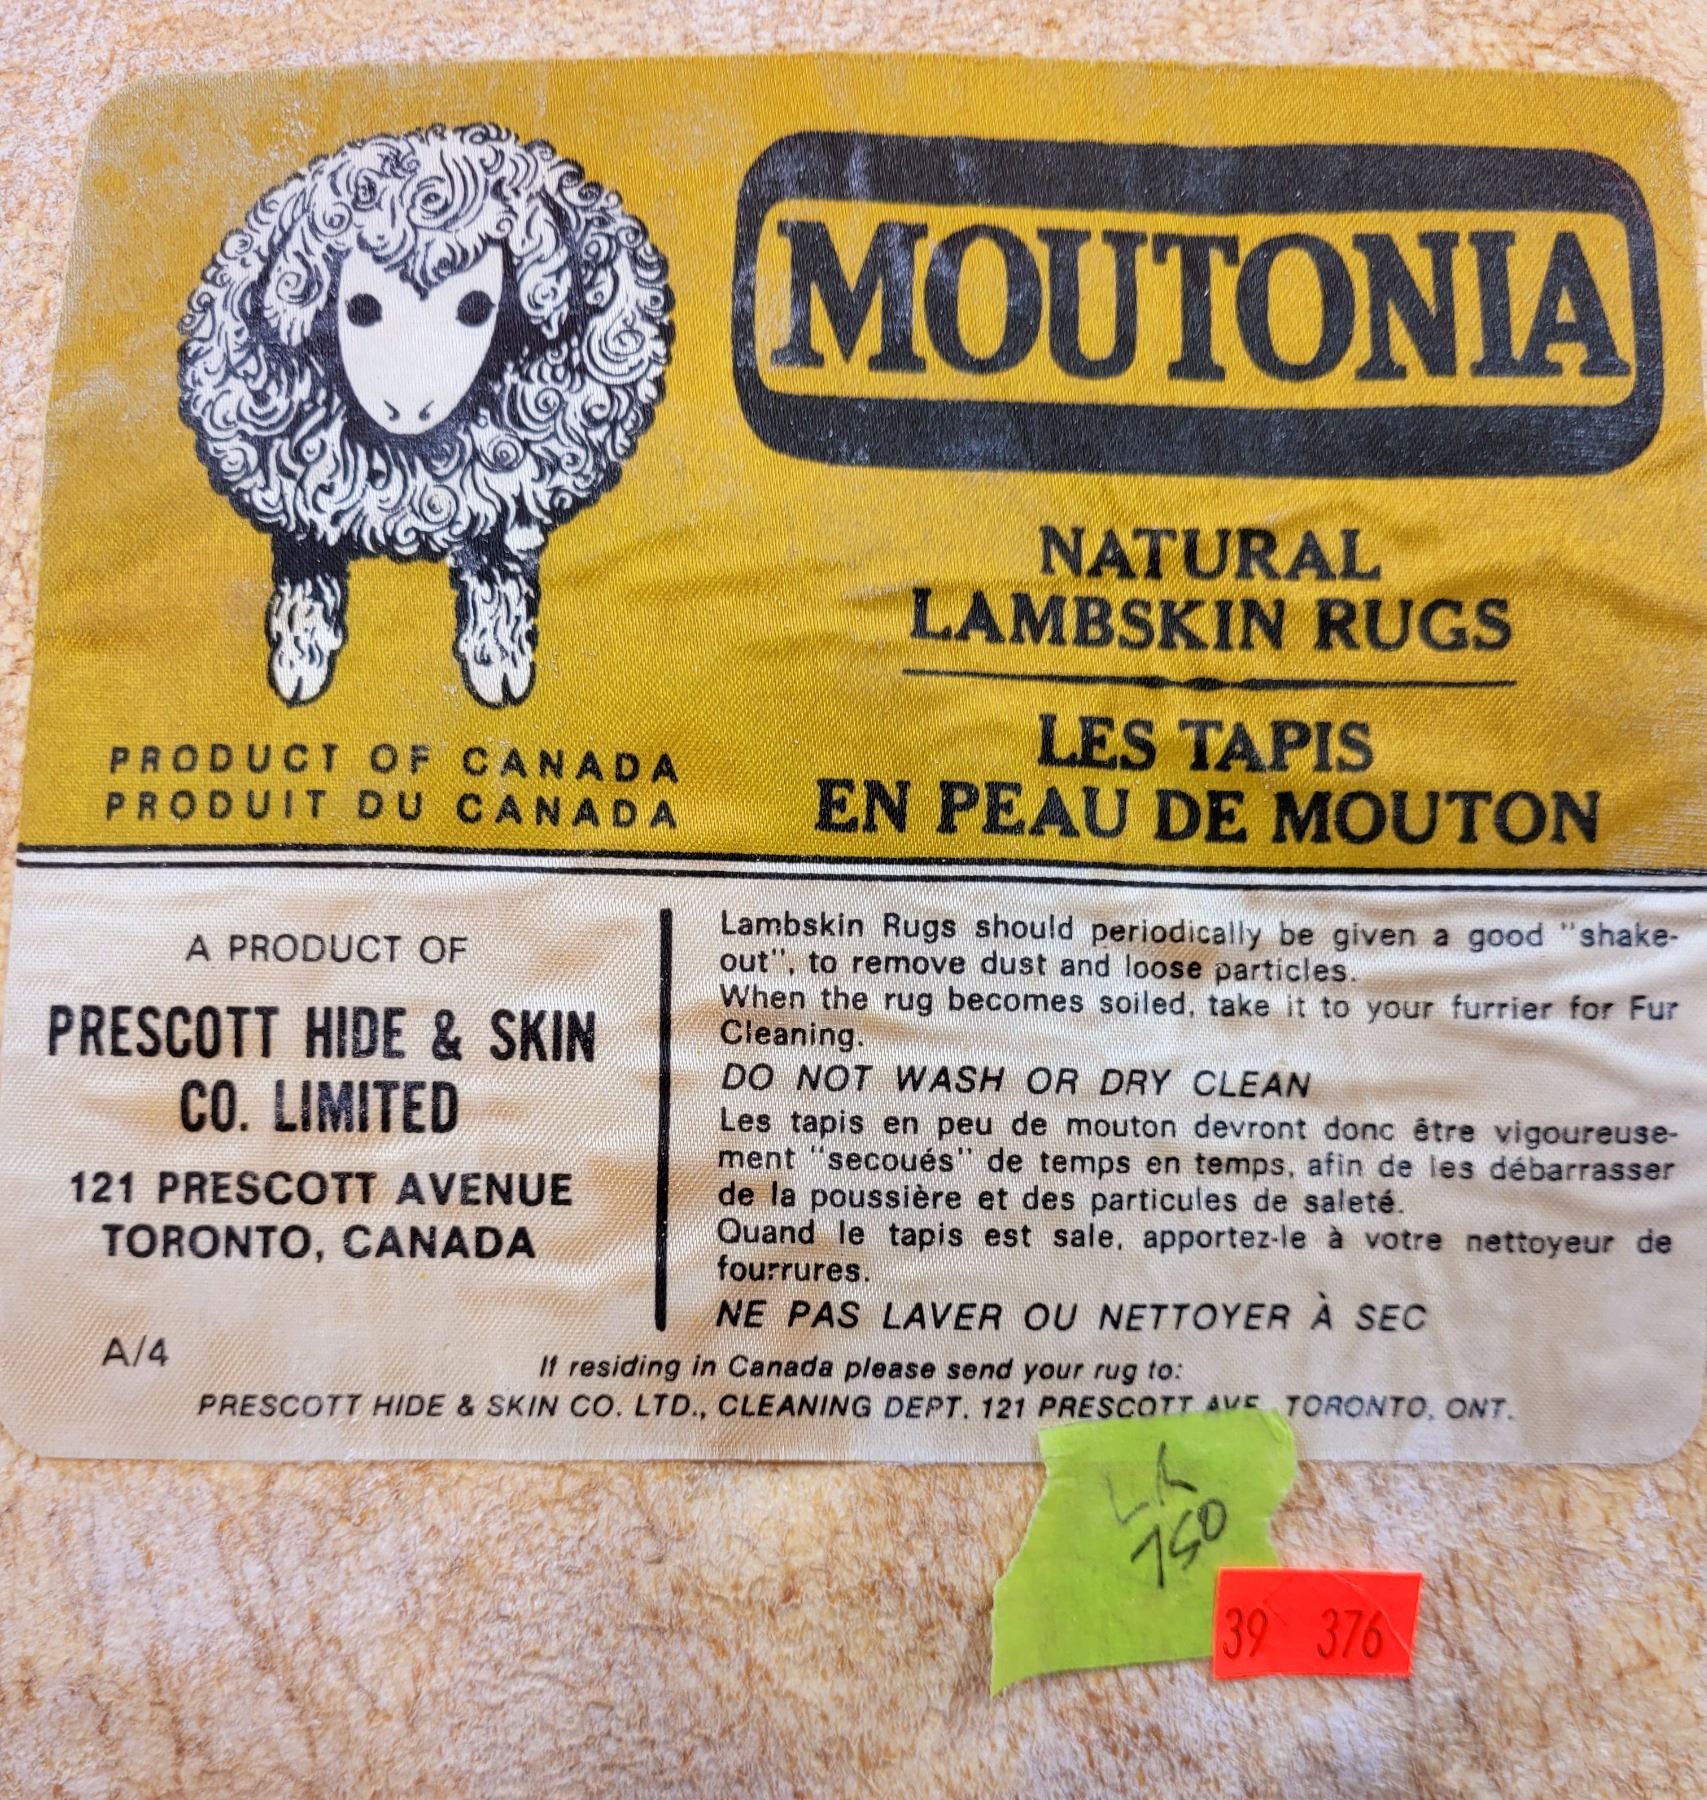 MOUTONIA
NATURAL
LAMBSKIN RUGS
LES TAPIS
EN PEAU DE MOUTON
PRODUCT OF CANADA
PRODUIT DU CANADA
A PRODUCT OF
PRESCOTT HIDE & SKIN
CO. LIMITED
121 PRESCOTT AVENUE
TORONTO, CANADA
A/4
Lambskin Rugs should periodically be given a good "shake-
out", to remove dust and loose particles.
When the rug becomes soiled, take it to your furrier for Fur
Cleaning.
DO NOT WASH OR DRY CLEAN
Les tapis en peu de mouton devront donc être vigoureuse-
ment "secoués" de temps en temps, afin de les débarrasser
de la poussière et des particules de saleté.
Quand le tapis est sale, apportez-le à votre nettoyeur de
fourrures.
NE PAS LAVER OU NETTOYER À SEC
If residing in Canada please send your rug to:
PRESCOTT HIDE & SKIN CO. LTD., CLEANING DEPT. 121 PRESCOTT AVE, TORONTO, ONT.
39 376